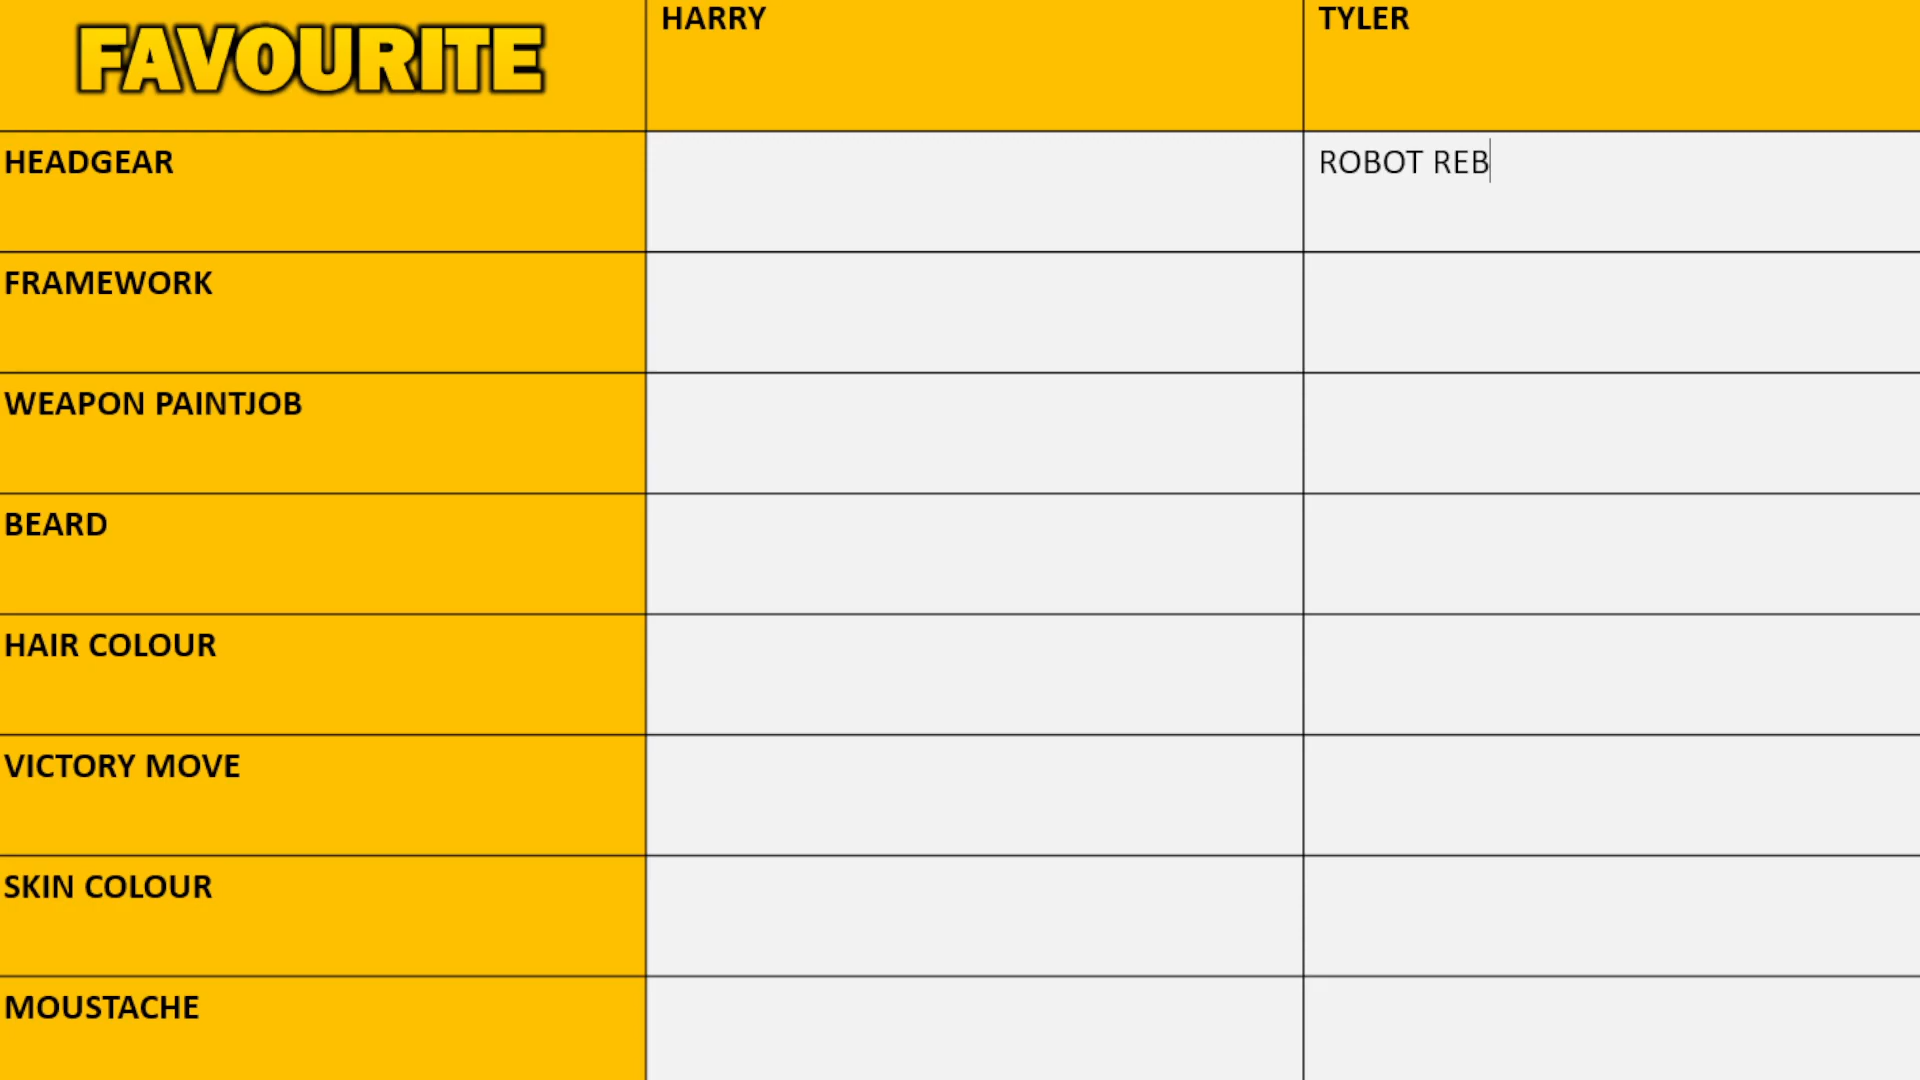 FAVOURITE HARRY TYLER
HEADGEAR ROBOT REB
FRAMEWORK
WEAPON PAINTJOB
BEARD
HAIR COLOUR
VICTORY MOVE
SKIN COLOUR
MOUSTACHE